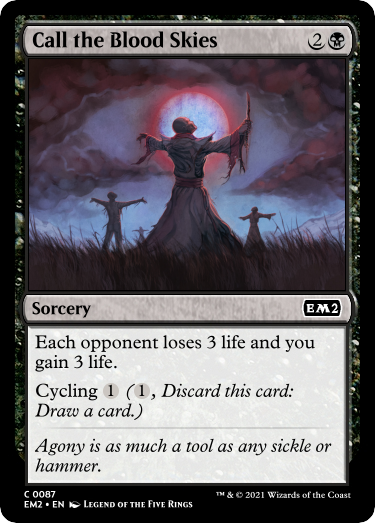 Call the Blood Skies 2
Sorcery EM2
Each opponent loses 3 life and you
gain 3 life.
Cycling 1 (1, Discard this card:
Draw a card.)
Agony is as much a tool as any sickle or
hammer.
C 0087
EM2 • EN Legend of the Five Rings ™ & © 2021 Wizards of the Coast